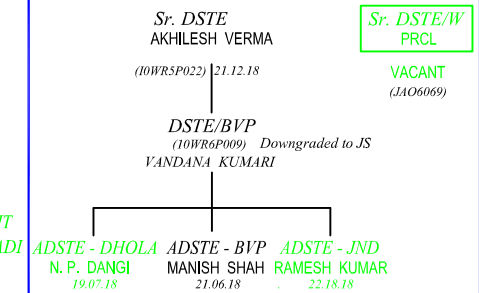 Sr. DSTE
AKHILESH VERMA
(I0WR5P022) 21.12.18
Sr. DSTE/W
PRCL
VACANT
(JAO6069)
DSTE/BVP
(10WR6P009) Downgraded to JS
VANDANA KUMARI
ADSTE - DHOLA
N. P. DANGI
19.07.18
ADSTE - BVP
MANISH SHAH
21.06.18
ADSTE - JND
RAMESH KUMAR
22.18.18